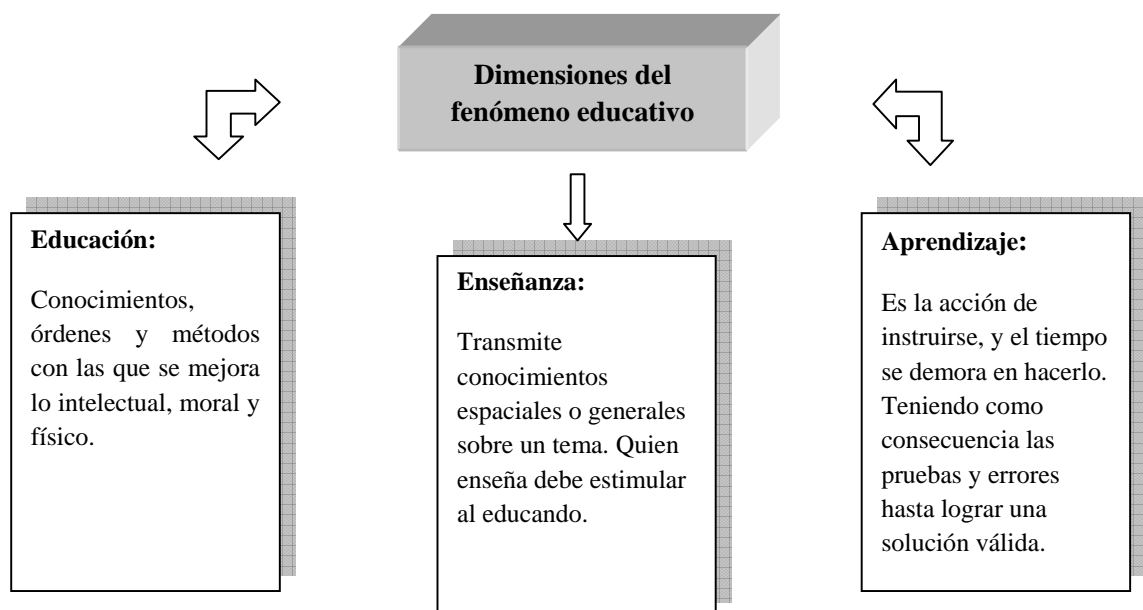 Dimensiones del
fenómeno educativo
Educación:
Conocimientos,
órdenes y métodos
con las que se mejora
lo intelectual, moral y
físico.
Enseñanza:
Transmite
conocimientos
espaciales o generales
sobre un tema. Quien
enseña debe estimular
al educando.
Aprendizaje:
Es la acción de
instruirse, y el tiempo
se demora en hacerlo.
Teniendo como
consecuencia las
pruebas y errores
hasta lograr una
solución válida.